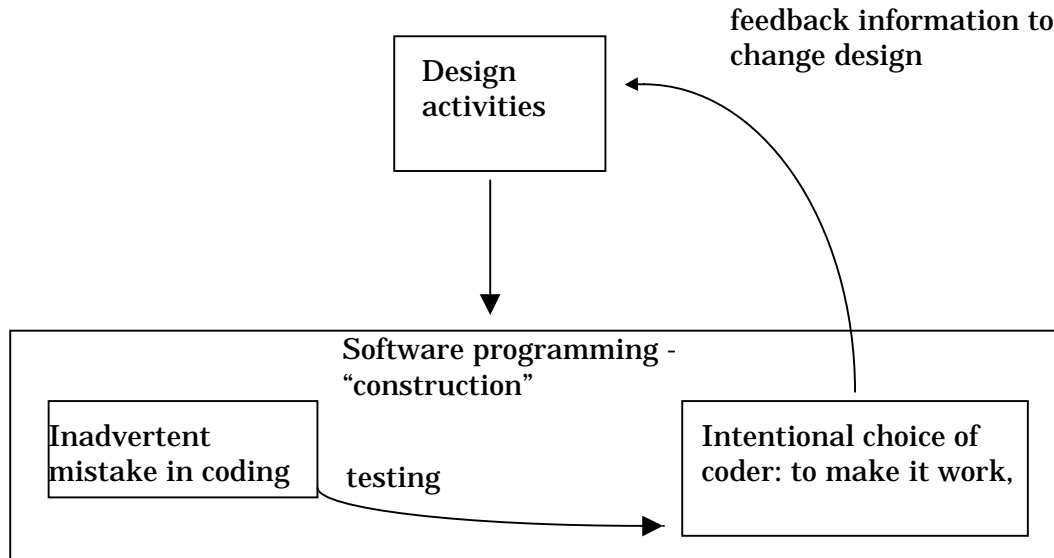 feedback information to
change design
Design
activities
Software programming -
“construction”
Inadvertent
mistake in coding
testing
Intentional choice of
coder: to make it work,